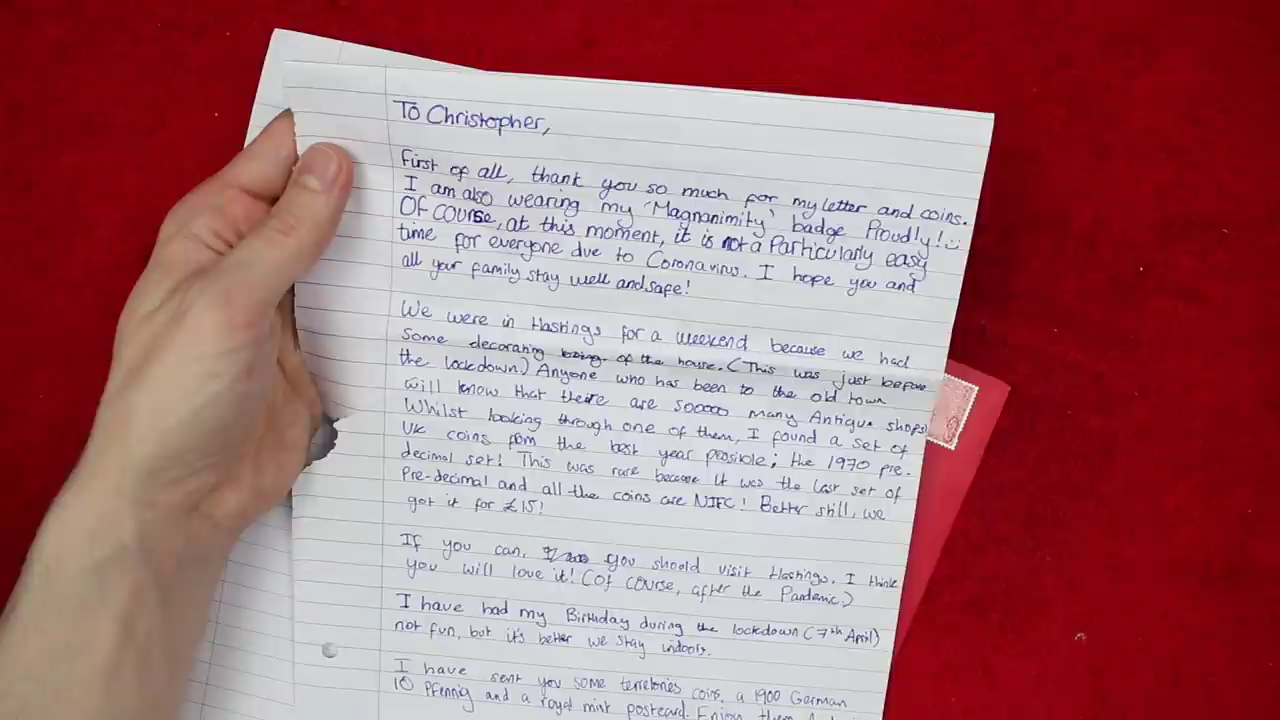 To Christopher,
First of all, thank you so much for my letter and coins.
I am also wearing my 'Magnanimity' badge Proudly! :)
Of course, at this moment, it is not a Particularly easy
time for everyone due to Coronavirus. I hope you and
all your family stay well and safe!
We were in Hastings for a weekend because we had
some decorating of the house. (This was just before
the lockdown) Anyone who has been to the old town
will know that there are soooo many Antique shops
Whilst looking through one of them, I found a set of
UK coins from the best year possible; the 1970 pre-
decimal set! This was rare because it was the last set of
Pre-decimal and all the coins are NIFC! Better still, we
got it for £15!
If you can, you should visit Hastings. I think
you will love it! (Of course, after the Pandemic.)
I have had my Birthday during the lockdown (7th April)
not fun, but it's better we stay indoors.
I have sent you some territories coins, a 1900 German
10 Pfennig and a royal mint postcard. Enjoy them